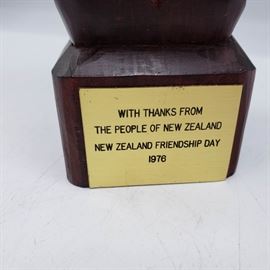 WITH THANKS FROM
THE PEOPLE OF NEW ZEALAND
NEW ZEALAND FRIENDSHIP DAY
1976